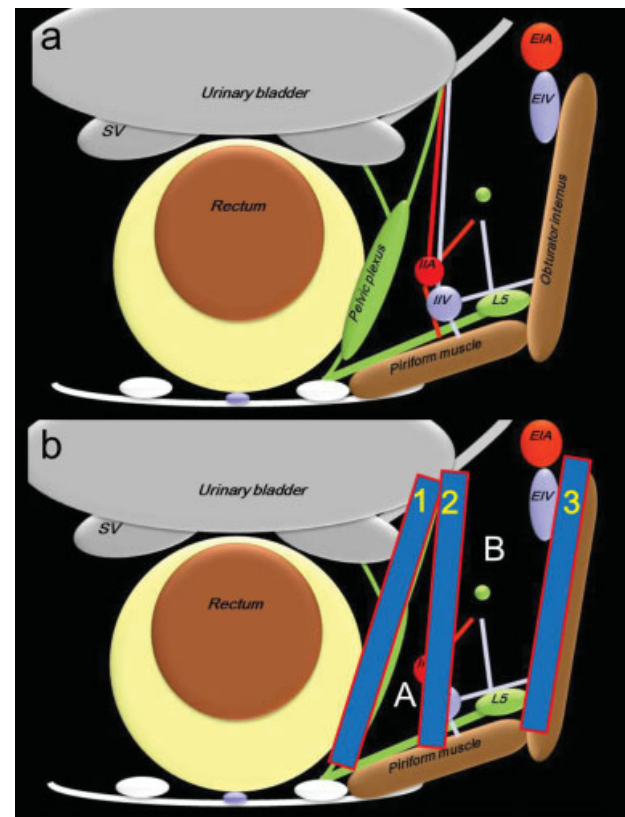 a
EIA
Urinary bladder
EIV
SV
Rectum
Obturator internus
Pelvic plexus
IIA
IIV
L5
Piriform muscle
b
EIA
Urinary bladder
EIV
1
2
3
SV
B
Rectum
A
L5
Piriform muscle